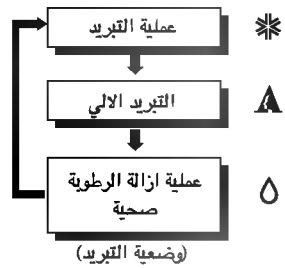 عملية التبريد
التبريد الالي
عملية ازالة الرطوبة
صحية
(وضعية التبريد)